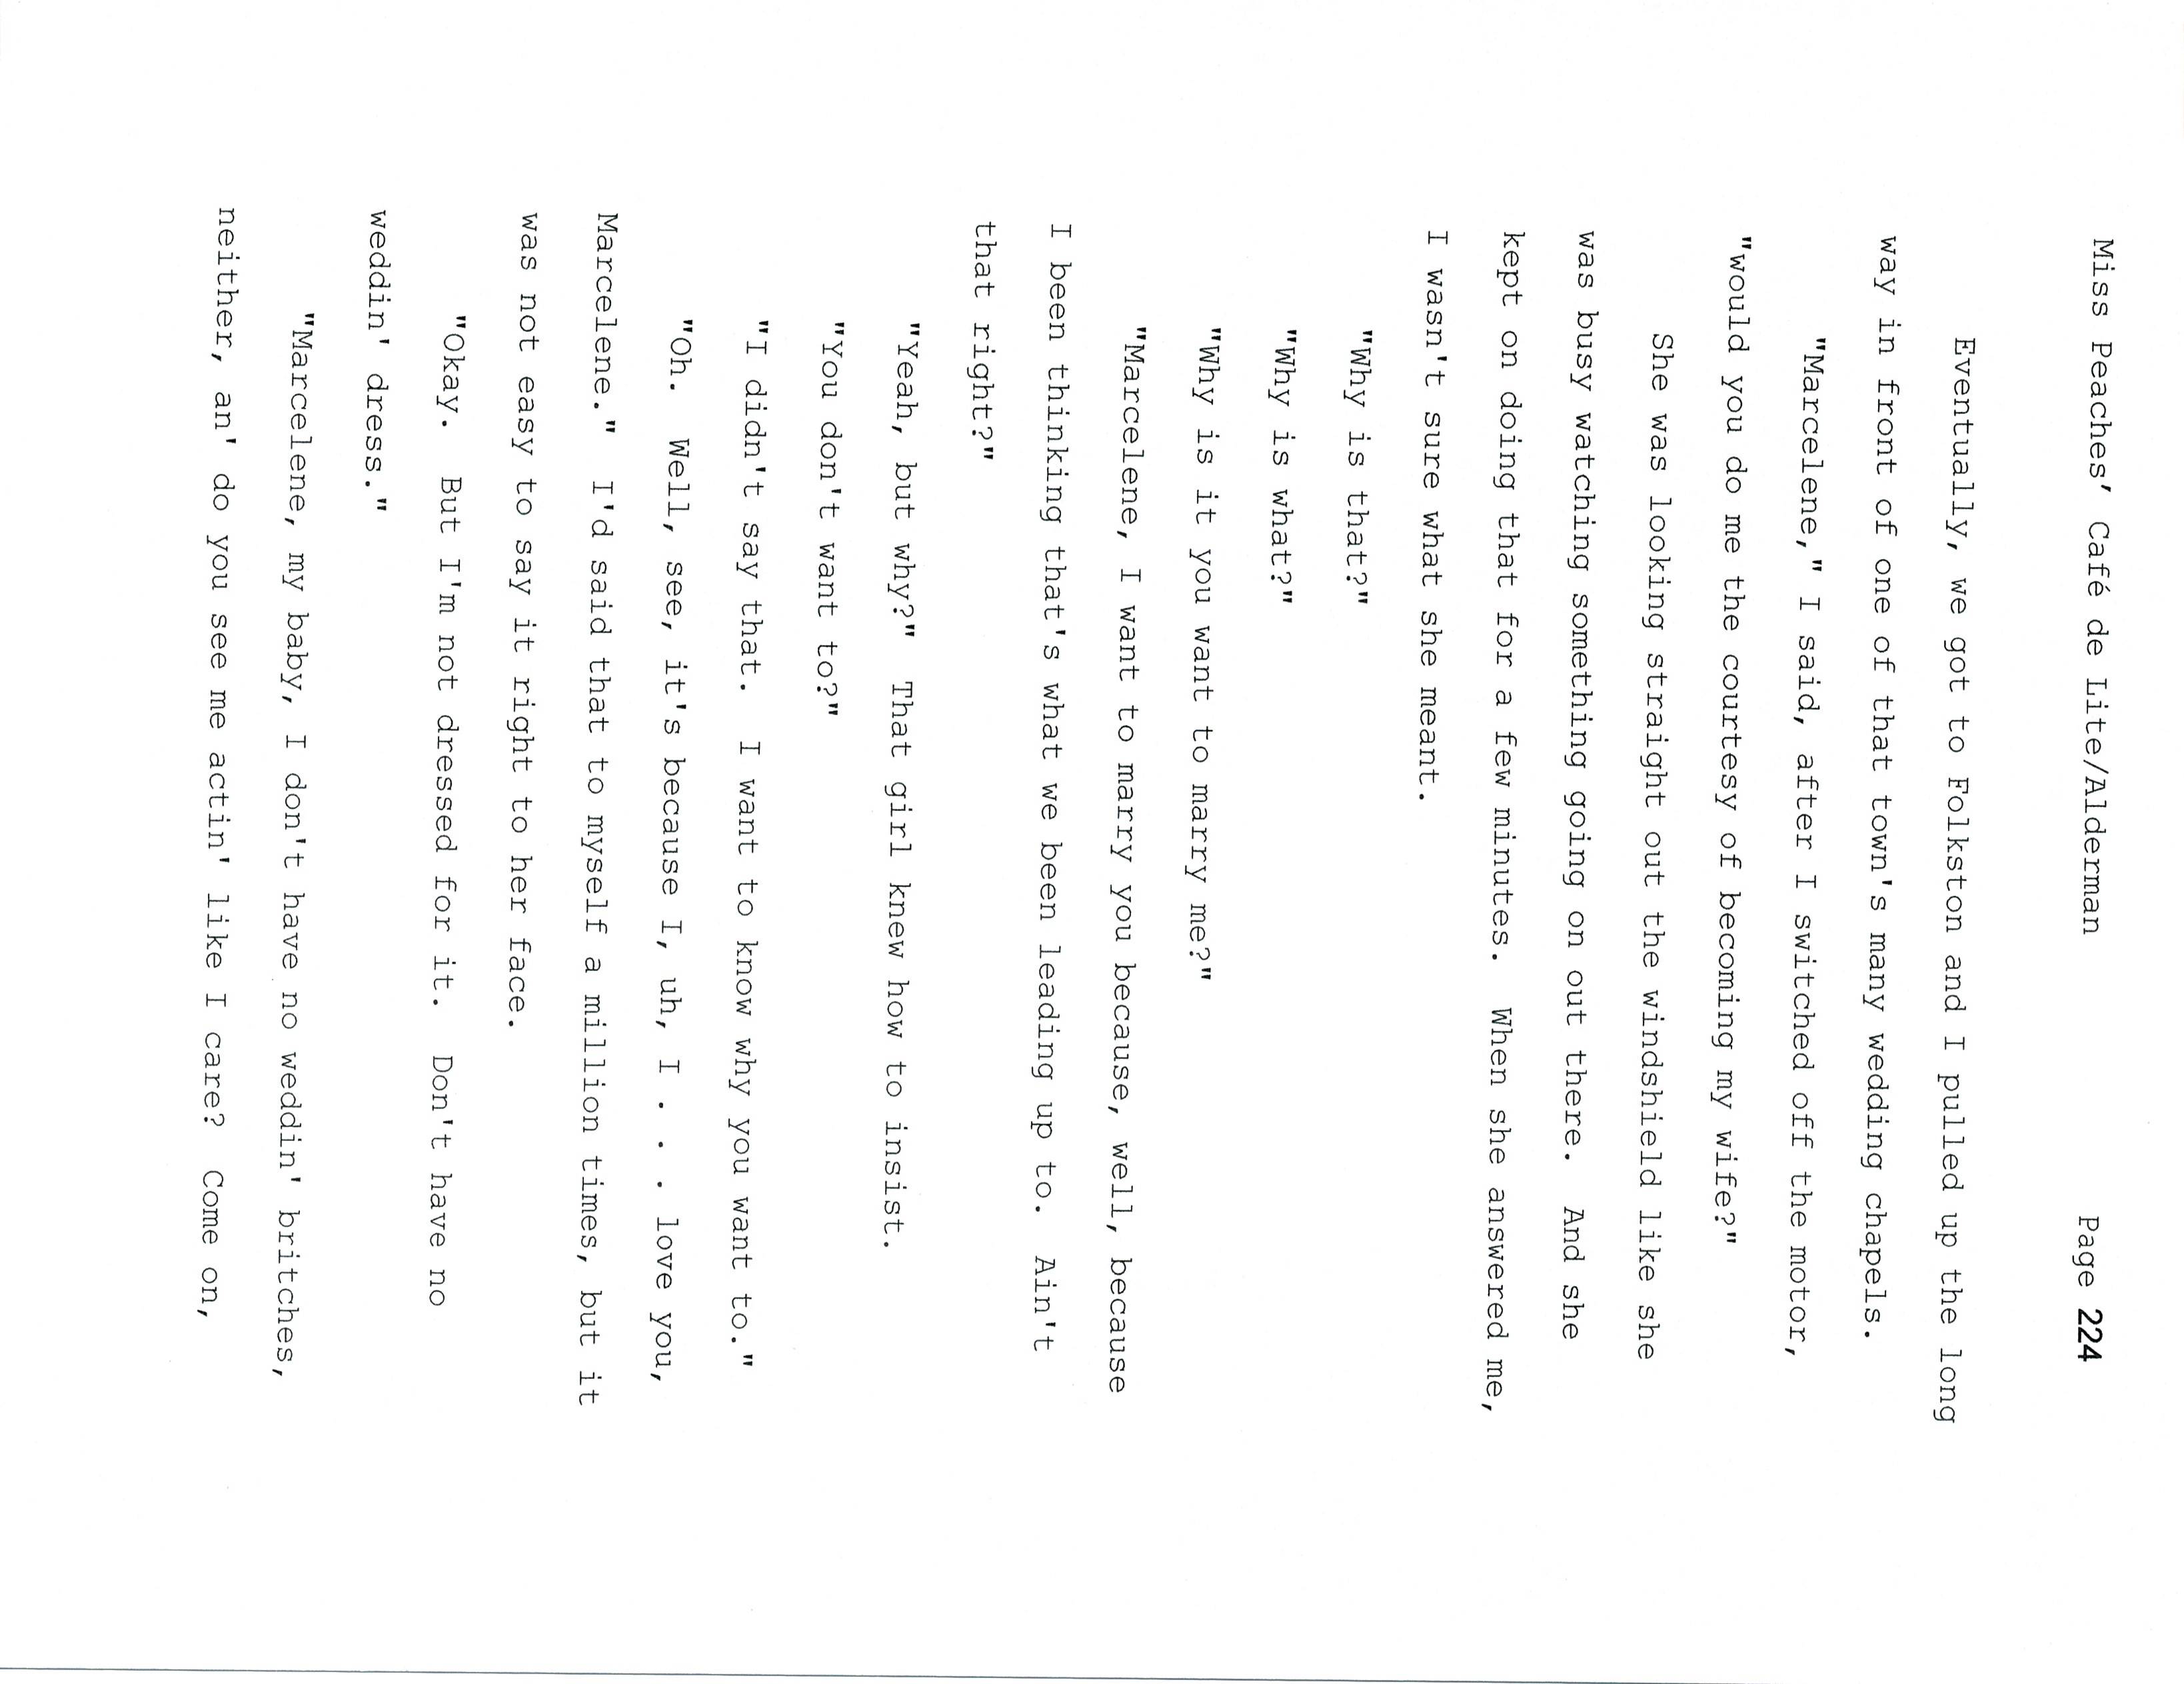 Miss Peaches’ Café de Lite/Alderman Page 224
Eventually, we got to Folkston and I pulled up the long
way in front of one of that town's many wedding chapels.
"Marcelene," I said, after I switched off the motor,
"would you do me the courtesy of becoming my wife?"
She was looking straight out the windshield like she
was busy watching something going on out there.  And she
kept on doing that for a few minutes.  When she answered me,
I wasn't sure what she meant.
"Why is that?"
"Why is what?"
"Why is it you want to marry me?"
"Marcelene, I want to marry you because, well, because
I been thinking that's what we been leading up to.  Ain't
that right?"
"Yeah, but why?"  That girl knew how to insist.
"You don't want to?"
"I didn't say that.  I want to know why you want to."
"Oh.  Well, see, it's because I, uh, I . . . love you,
Marcelene."  I'd said that to myself a million times, but it
was not easy to say it right to her face.
"Okay.  But I'm not dressed for it.  Don't have no
weddin' dress."
"Marcelene, my baby, I don't have no weddin' britches,
neither, an' do you see me actin' like I care?  Come on,